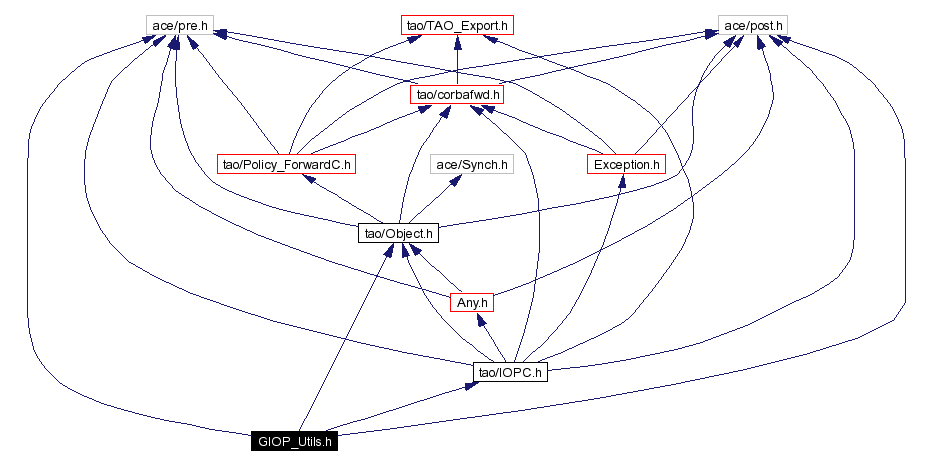 ace/pre.h
tao/TAO_Export.h
ace/post.h
tao/corbafwd.h
tao/Policy_ForwardC.h
ace/Synch.h
Exception.h
tao/Object.h
Any.h
tao/IOPC.h
GIOP_Utils.h